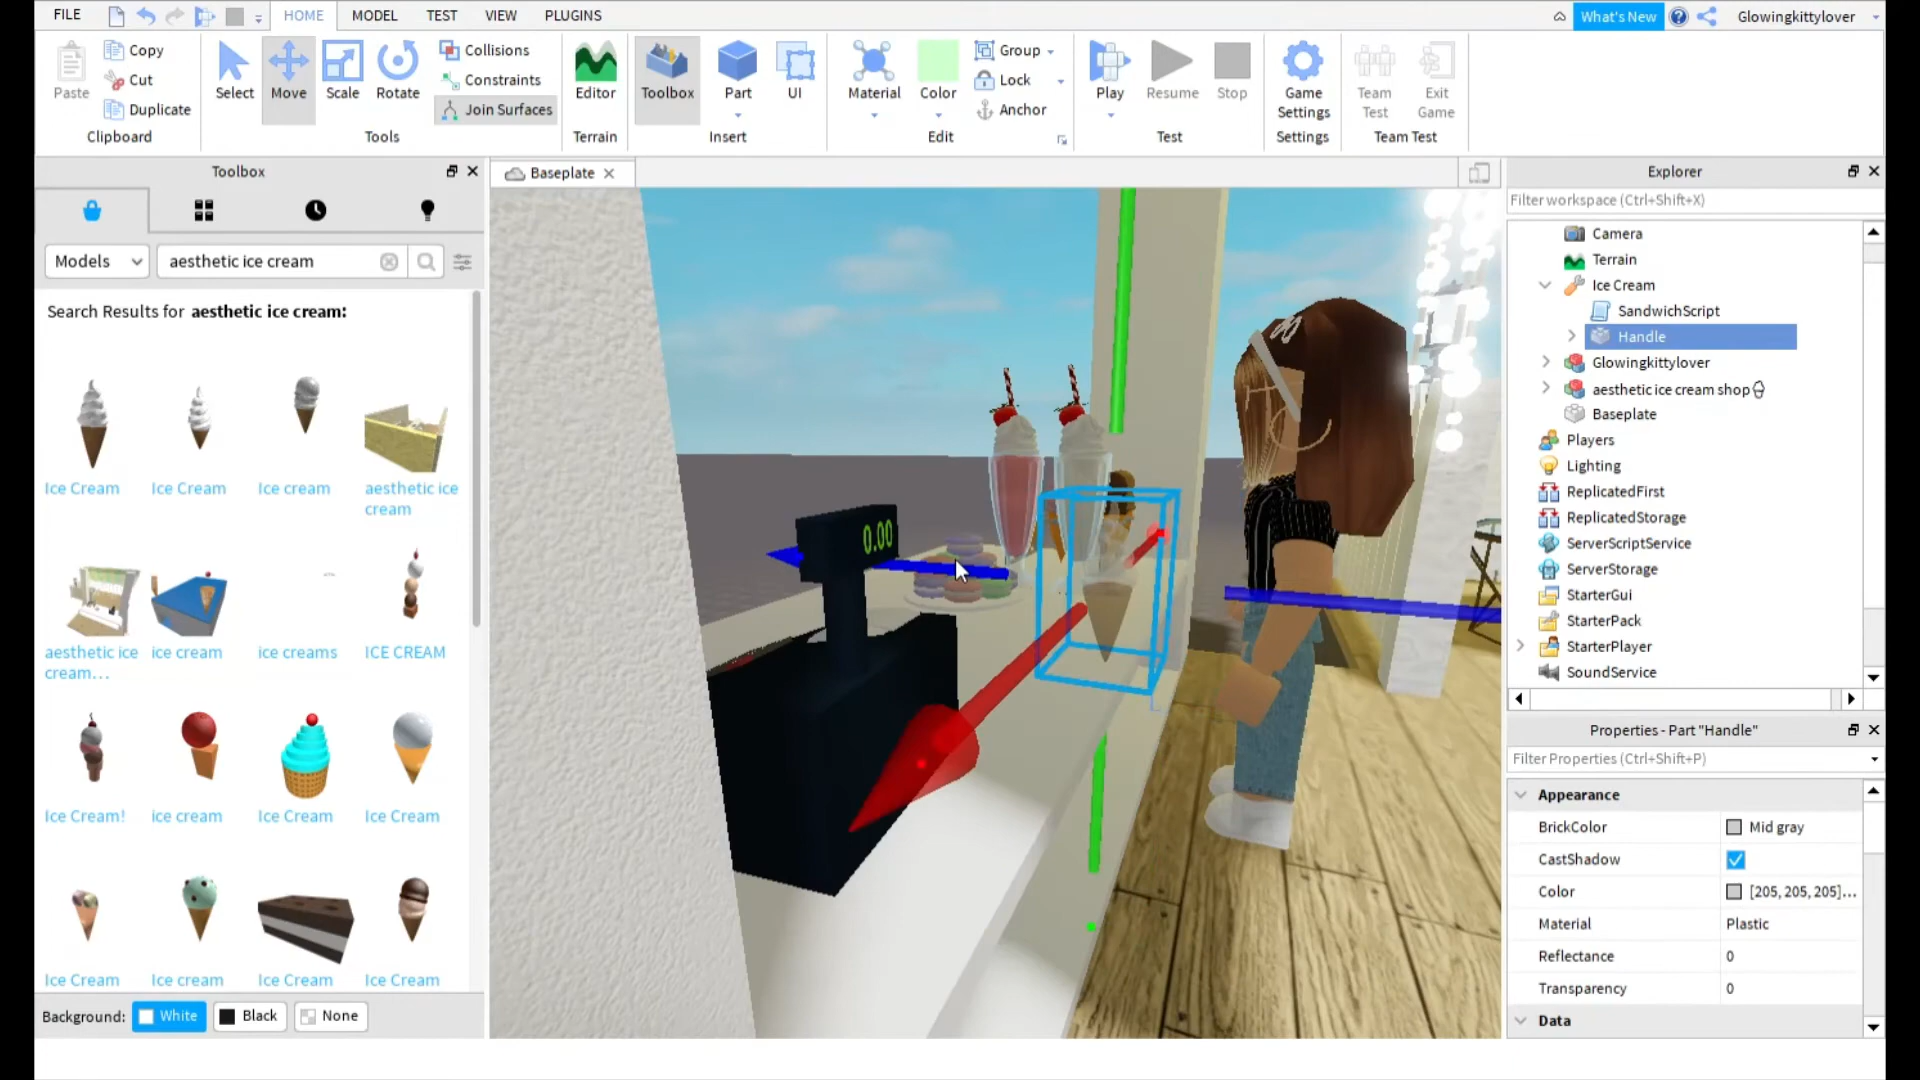 FILE
HOME
MODEL
TEST
VIEW
PLUGINS
What's New
Glowingkittylover
Paste
Copy
Cut
Duplicate
Clipboard
Select
Move
Scale
Rotate
Collisions
Constraints
Join Surfaces
Tools
Editor
Terrain
Toolbox
Part
UI
Insert
Material
Color
Group
Lock
Anchor
Edit
Play
Resume
Stop
Test
Game
Settings
Settings
Team
Test
Exit
Game
Team Test
Toolbox
Models
aesthetic ice cream
Search Results for aesthetic ice cream:
Ice Cream
Ice Cream
Ice cream
aesthetic ice
cream
aesthetic ice
cream...
ice cream
ice creams
ICE CREAM
Ice Cream!
ice cream
Ice Cream
Ice Cream
Ice Cream
Ice cream
Ice Cream
Ice Cream
Background:
White
Black
None
Baseplate
0.00
Explorer
Filter workspace (Ctrl+Shift+X)
Camera
Terrain
Ice Cream
SandwichScript
Handle
Glowingkittylover
aesthetic ice cream shop
Baseplate
Players
Lighting
ReplicatedFirst
ReplicatedStorage
ServerScriptService
ServerStorage
StarterGui
StarterPack
StarterPlayer
SoundService
Properties - Part "Handle"
Filter Properties (Ctrl+Shift+P)
Appearance
BrickColor Mid gray
CastShadow
Color [205, 205, 205]...
Material Plastic
Reflectance 0
Transparency 0
Data